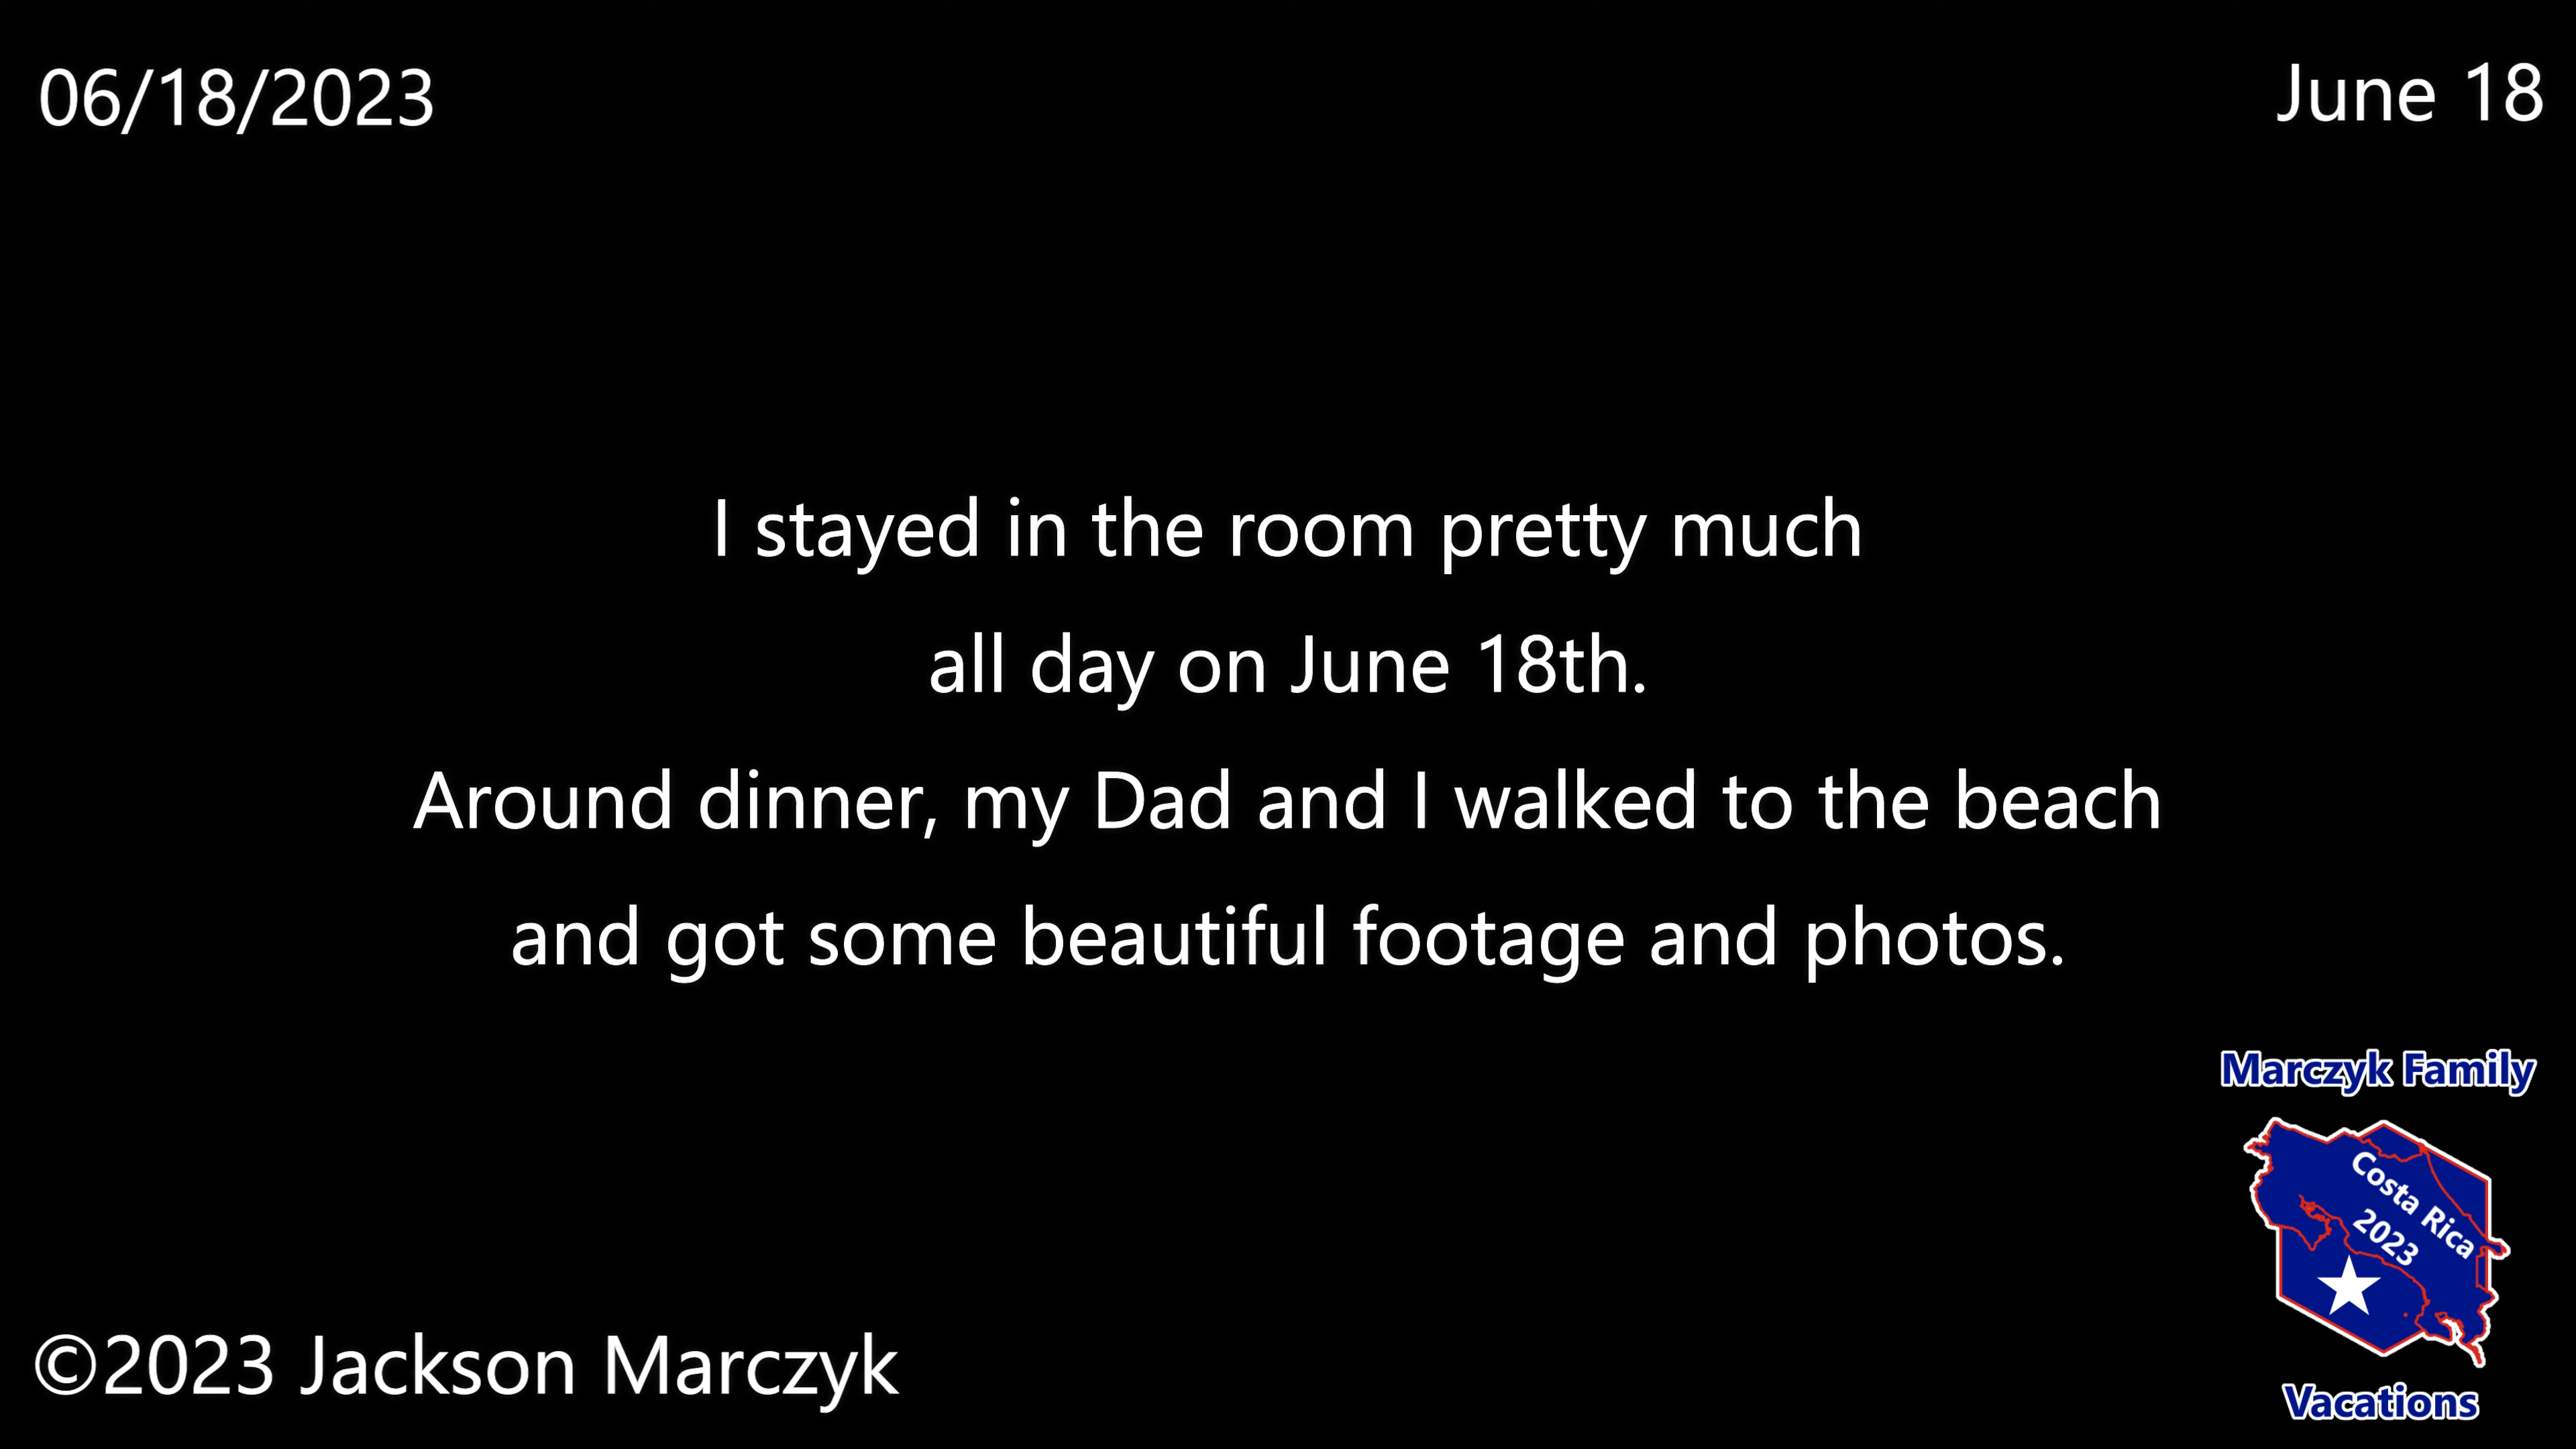 06/18/2023
June 18
I stayed in the room pretty much
all day on June 18th.
Around dinner, my Dad and I walked to the beach
and got some beautiful footage and photos.
Marczyk Family
Costa Rica
2023
Vacations
©2023 Jackson Marczyk